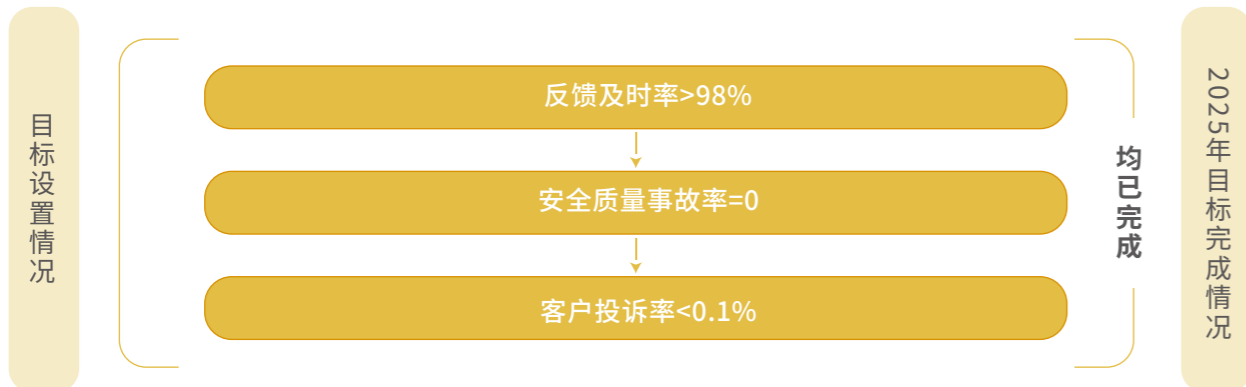 目标设置情况
反馈及时率>98%
安全质量事故率=0
客户投诉率<0.1%
均已完成
2025年目标完成情况